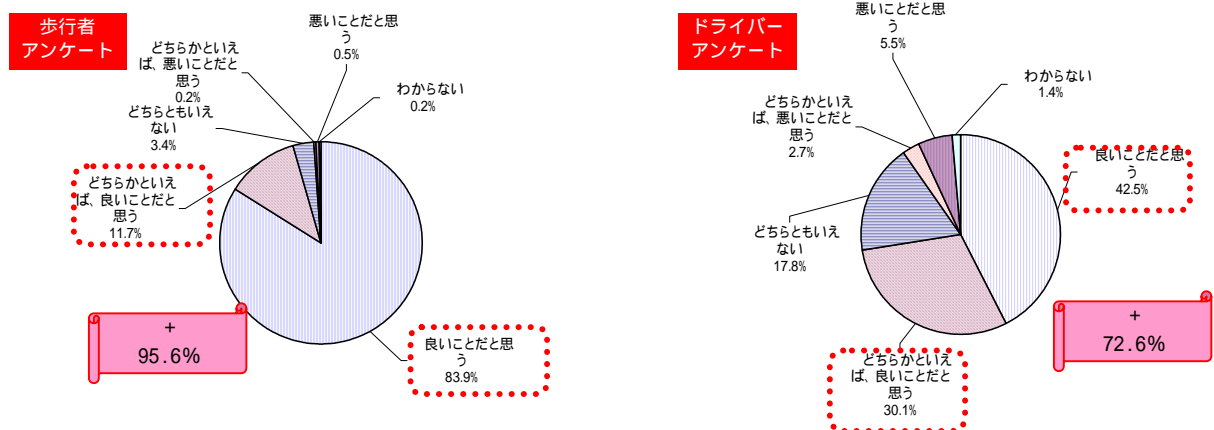 歩行者
アンケート
悪いことだと思
う
0.5%
どちらかといえ
ば、悪いことだと
思う
0.2%
わからない
0.2%
どちらともいえ
ない
3.4%
どちらかといえ
ば、良いことだと
思う
11.7%
+
95.6%
良いことだと思
う
83.9%
ドライバー
アンケート
悪いことだと思
う
5.5%
わからない
1.4%
どちらかといえ
ば、悪いことだと
思う
2.7%
良いことだと思
う
42.5%
どちらともいえ
ない
17.8%
+
72.6%
どちらかといえ
ば、良いことだと
思う
30.1%